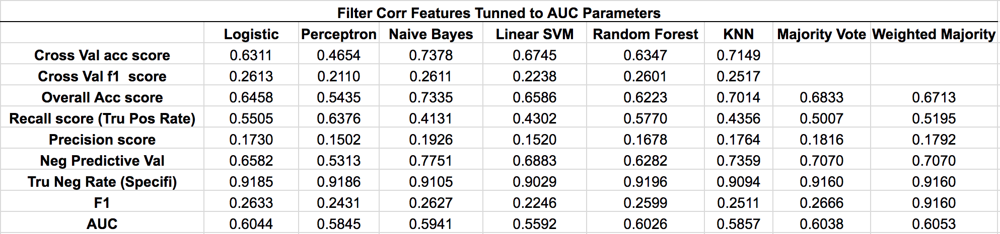 Filter Corr Features Tunned to AUC Parameters
Logistic Perceptron Naive Bayes Linear SVM Random Forest KNN Majority Vote Weighted Majority
Cross Val acc score 0.6311 0.4654 0.7378 0.6745 0.6347 0.7149
Cross Val f1 score 0.2613 0.2110 0.2611 0.2238 0.2601 0.2517
Overall Acc score 0.6458 0.5435 0.7335 0.6586 0.6223 0.7014 0.6833 0.6713
Recall score (Tru Pos Rate) 0.5505 0.6376 0.4131 0.4302 0.5770 0.4356 0.5007 0.5195
Precision score 0.1730 0.1502 0.1926 0.1520 0.1678 0.1764 0.1816 0.1792
Neg Predictive Val 0.6582 0.5313 0.7751 0.6883 0.6282 0.7359 0.7070 0.7070
Tru Neg Rate (Specifi) 0.9185 0.9186 0.9105 0.9029 0.9196 0.9094 0.9160 0.9160
F1 0.2633 0.2431 0.2627 0.2246 0.2599 0.2511 0.2666 0.9160
AUC 0.6044 0.5845 0.5941 0.5592 0.6026 0.5857 0.6038 0.6053